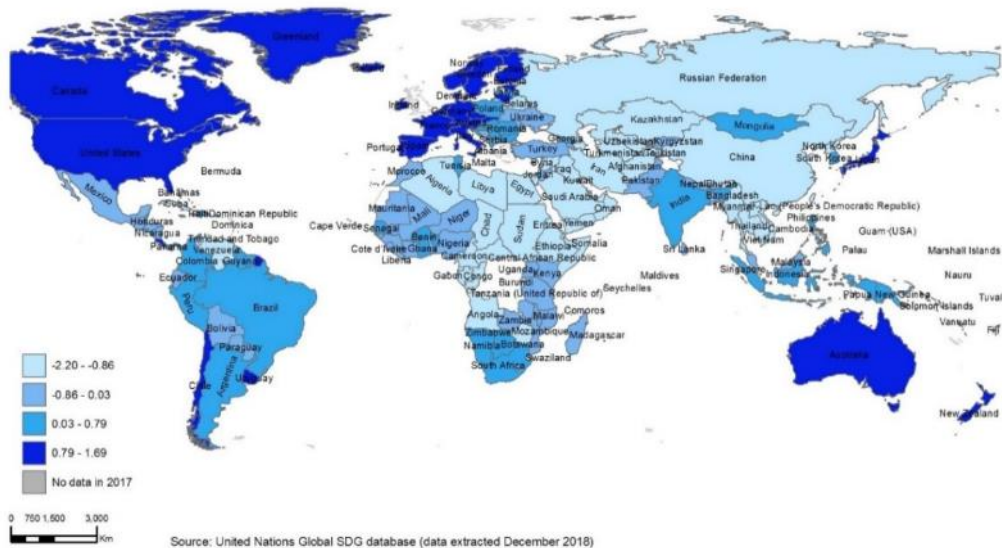 Greenland
Canada
United States
Mexico
Bermuda
Bahamas
Cuba
Dominican Republic
Honduras
Dominica
Nicaragua
Panama
Trinidad and Tobago
Venezuela
Colombia
Guyana
Ecuador
Peru
Brazil
Bolivia
Paraguay
Chile
Uruguay
Argentina
Ireland
Norway
Denmark
Poland
Belarus
Ukraine
Romania
Serbia
Albania
Portugal
Malta
Georgia
Turkey
Syria
Iraq
Iran
Kuwait
Jordan
Saudi Arabia
Oman
Yemen
Russian Federation
Kazakhstan
Uzbekistan
Kyrgyzstan
Turkmenistan
Tajikistan
Afghanistan
Pakistan
Mongolia
China
North Korea
South Korea
Japan
Nepal
Bhutan
Bangladesh
India
Myanmar
Lao (People's Democratic Republic)
Philippines
Thailand
Cambodia
Viet Nam
Guam (USA)
Sri Lanka
Maldives
Malaysia
Singapore
Indonesia
Palau
Marshall Islands
Nauru
Papua New Guinea
Solomon Islands
Tuva
Vanuatu
Fiji
Australia
New Zealand
Morocco
Tunisia
Algeria
Libya
Egypt
Mauritania
Mali
Niger
Chad
Sudan
Eritrea
Cape Verde
Senegal
Benin
Nigeria
Cote d'Ivoire
Ghana
Liberia
Cameroon
Central African Republic
Ethiopia
Somalia
Gabon
Congo
Uganda
Kenya
Burundi
Seychelles
Tanzania (United Republic of)
Angola
Zambia
Malawi
Comoros
Mozambique
Madagascar
Zimbabwe
Namibia
Botswana
Swaziland
South Africa
-2.20 - -0.86
-0.86 - 0.03
0.03 - 0.79
0.79 - 1.69
No data in 2017
0 750 1,500 3,000
Km
Source: United Nations Global SDG database (data extracted December 2018)